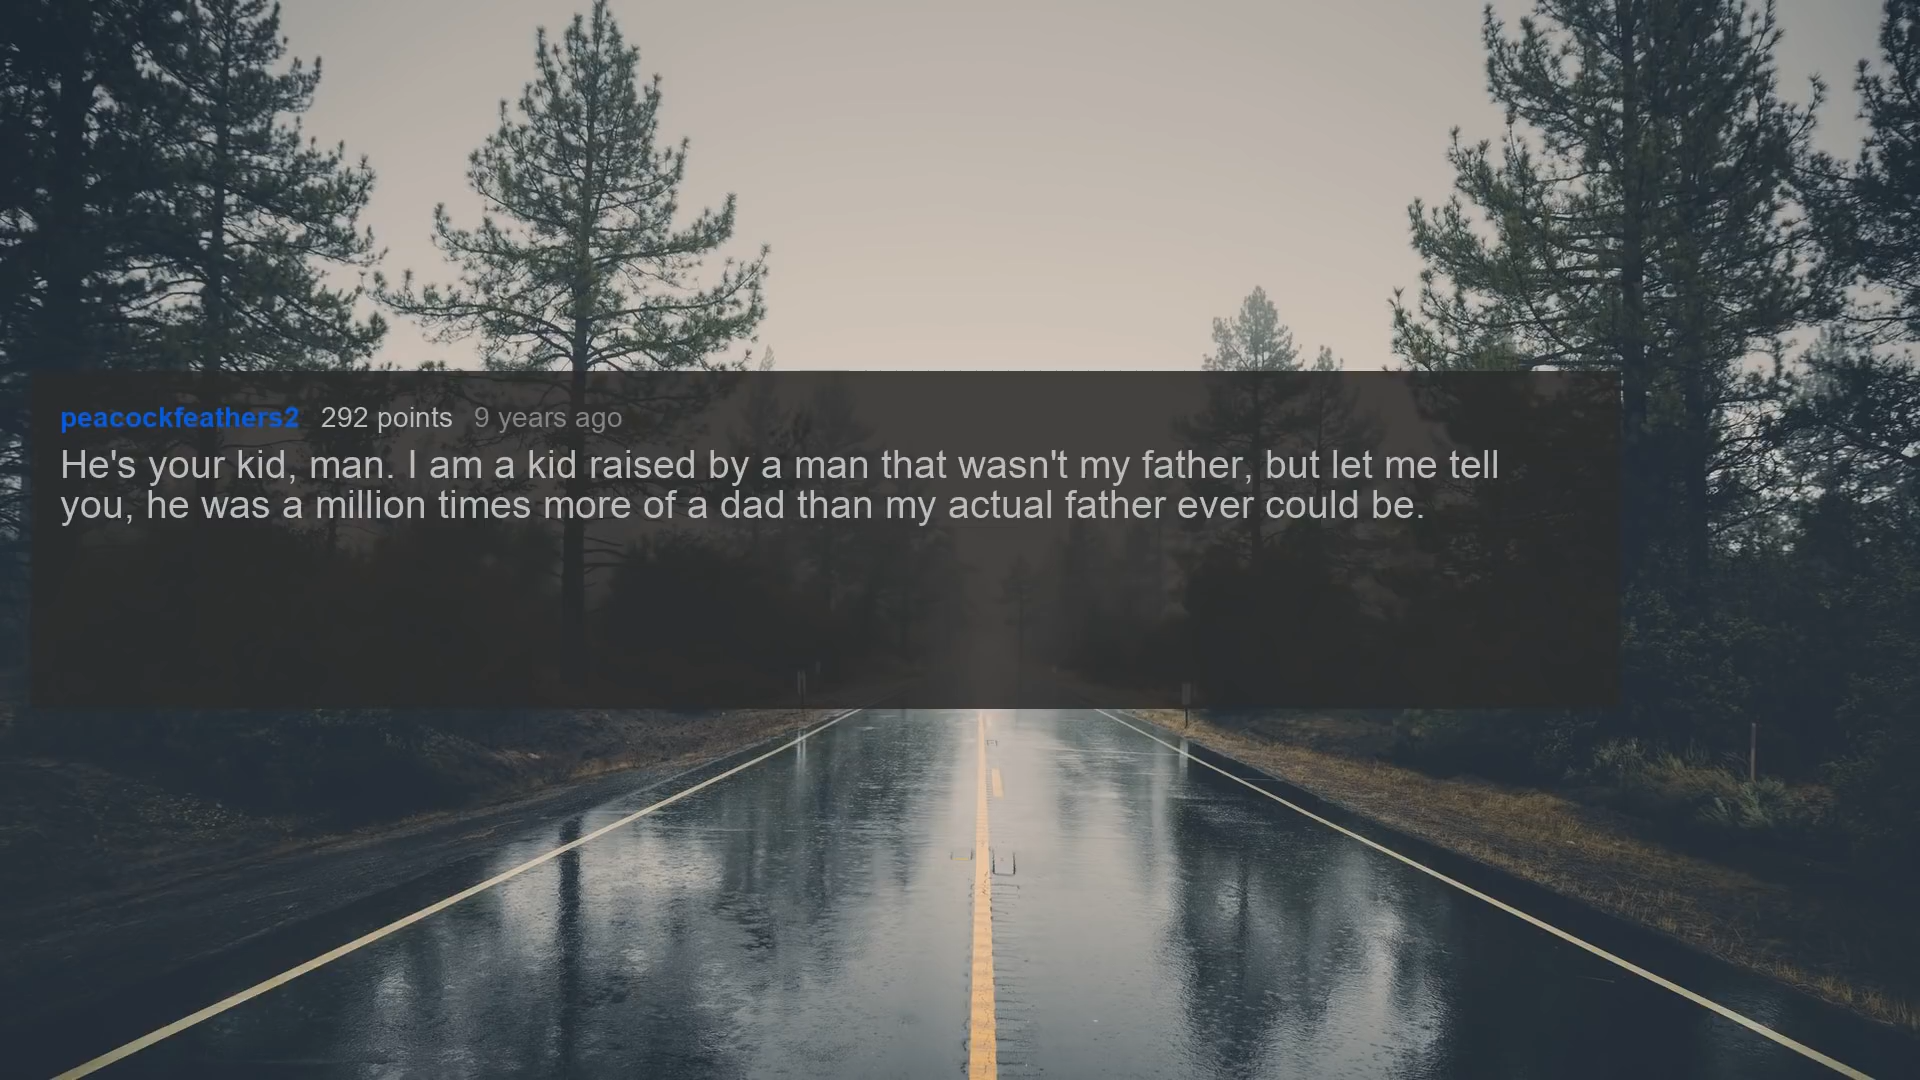 peacockfeathers2 292 points 9 years ago
He's your kid, man. I am a kid raised by a man that wasn't my father, but let me tell
you, he was a million times more of a dad than my actual father ever could be.